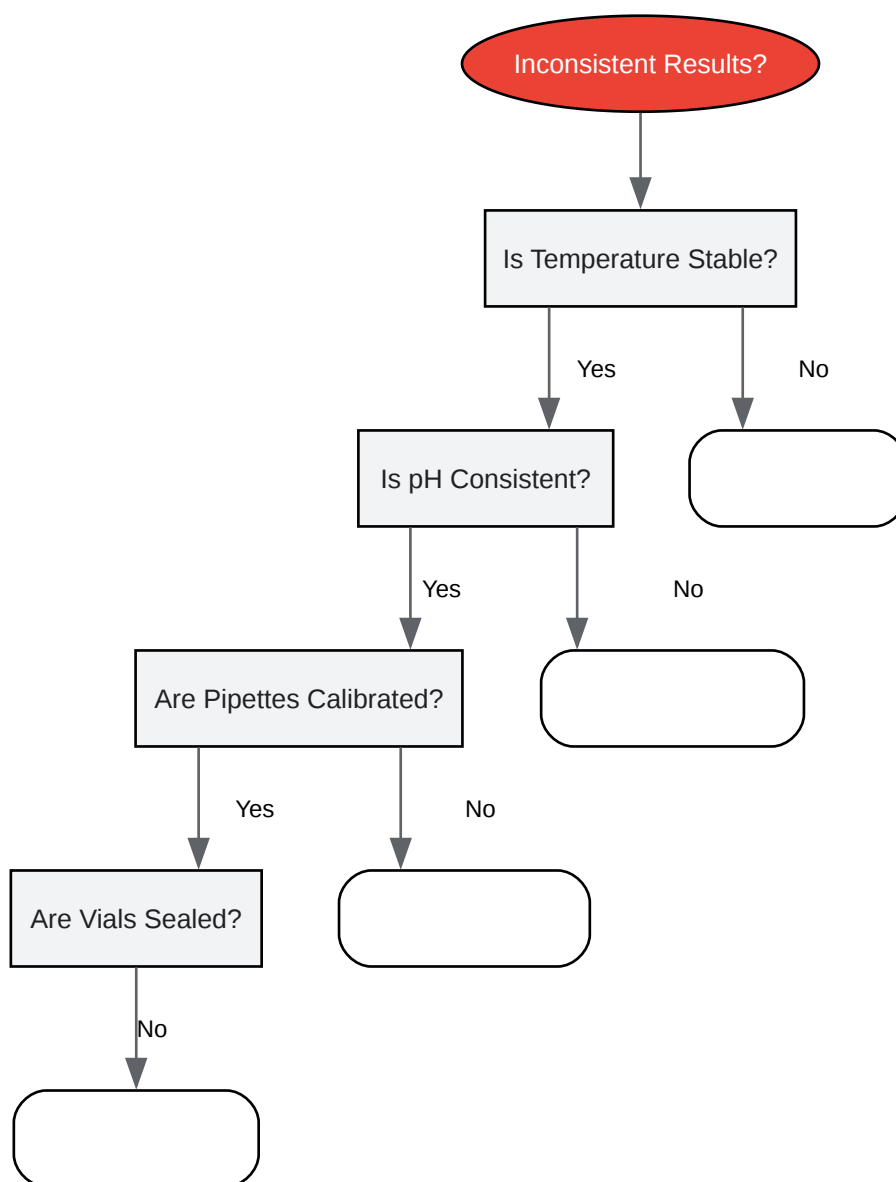 Inconsistent Results?
Is Temperature Stable?
Yes
No
Is pH Consistent?
Yes
No
Are Pipettes Calibrated?
Yes
No
Are Vials Sealed?
No